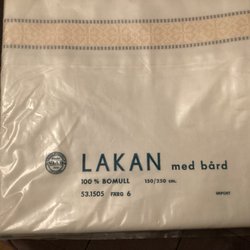 LAKAN med bård
100 % BOMULL 150/250 cm.
53.1505 FÄRG 6 IMPORT